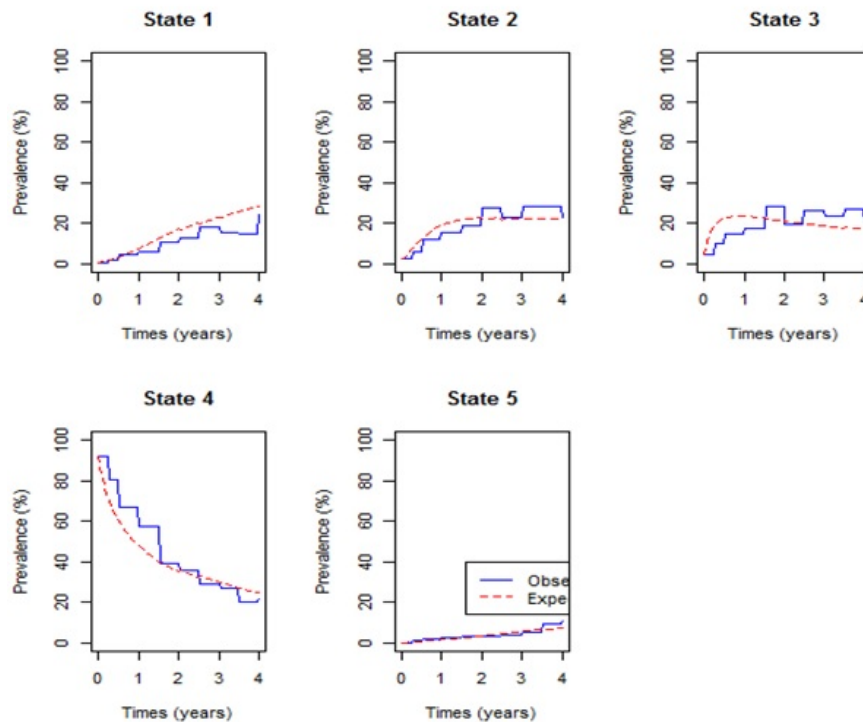 State 1
State 2
State 3
Prevalence (%)
0 20 40 60 80 100
0 1 2 3 4
Times (years)
Prevalence (%)
0 20 40 60 80 100
0 1 2 3 4
Times (years)
Prevalence (%)
0 20 40 60 80 100
0 1 2 3 4
Times (years)
State 4
State 5
Prevalence (%)
0 20 40 60 80 100
0 1 2 3 4
Times (years)
Prevalence (%)
0 20 40 60 80 100
Obse
Expe
0 1 2 3 4
Times (years)